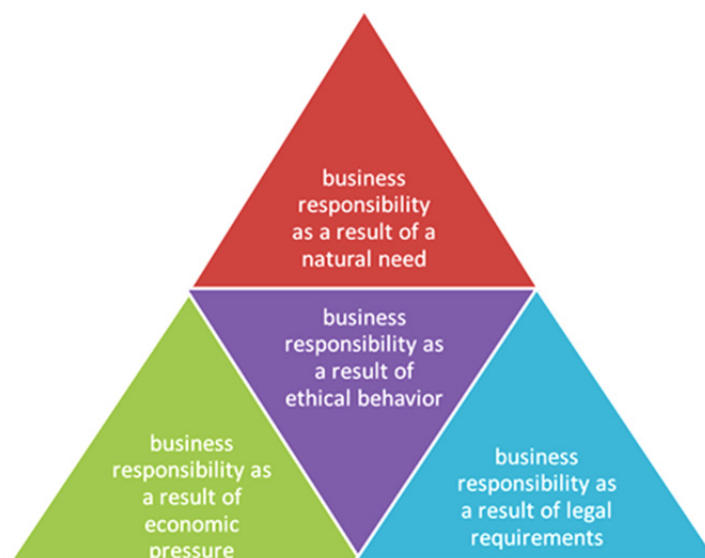 business
responsibility
as a result of a
natural need
business
responsibility as
a result of
ethical behavior
business
responsibility as
a result of
economic
pressure
business
responsibility as
a result of legal
requirements